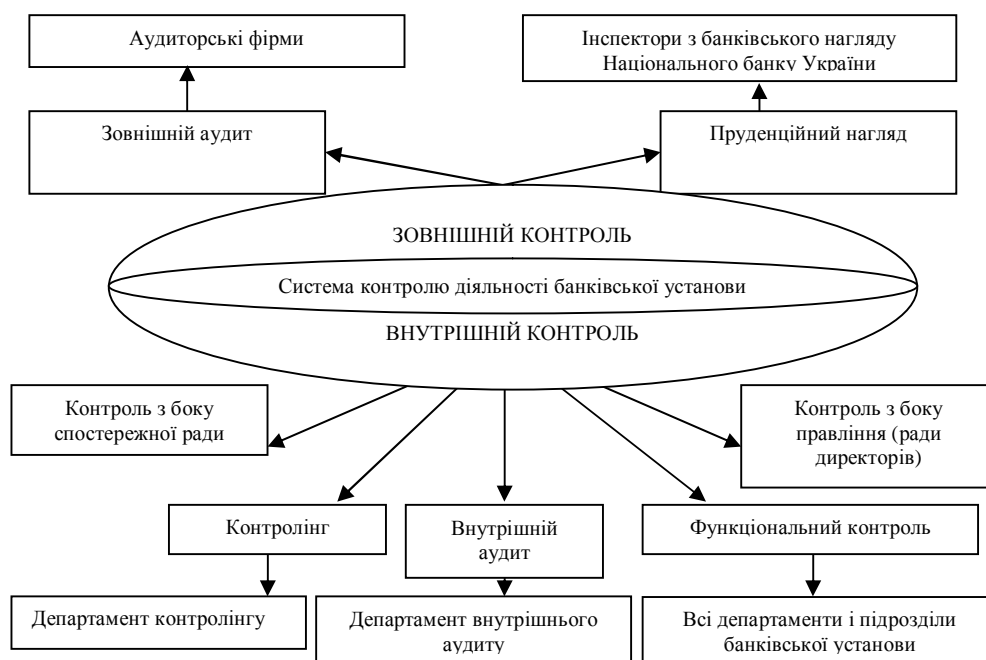 Аудиторські фірми
Інспектори з банківського нагляду
Національного банку України
Зовнішній аудит
Пруденційний нагляд
ЗОВНІШНІЙ КОНТРОЛЬ
Система контролю діяльності банківської установи
ВНУТРІШНІЙ КОНТРОЛЬ
Контроль з боку
спостережної ради
Контроль з боку
правління (ради
директорів)
Контролінг
Внутрішній
аудит
Функціональний контроль
Департамент контролінгу
Департамент внутрішнього
аудиту
Всі департаменти і підрозділи
банківської установи